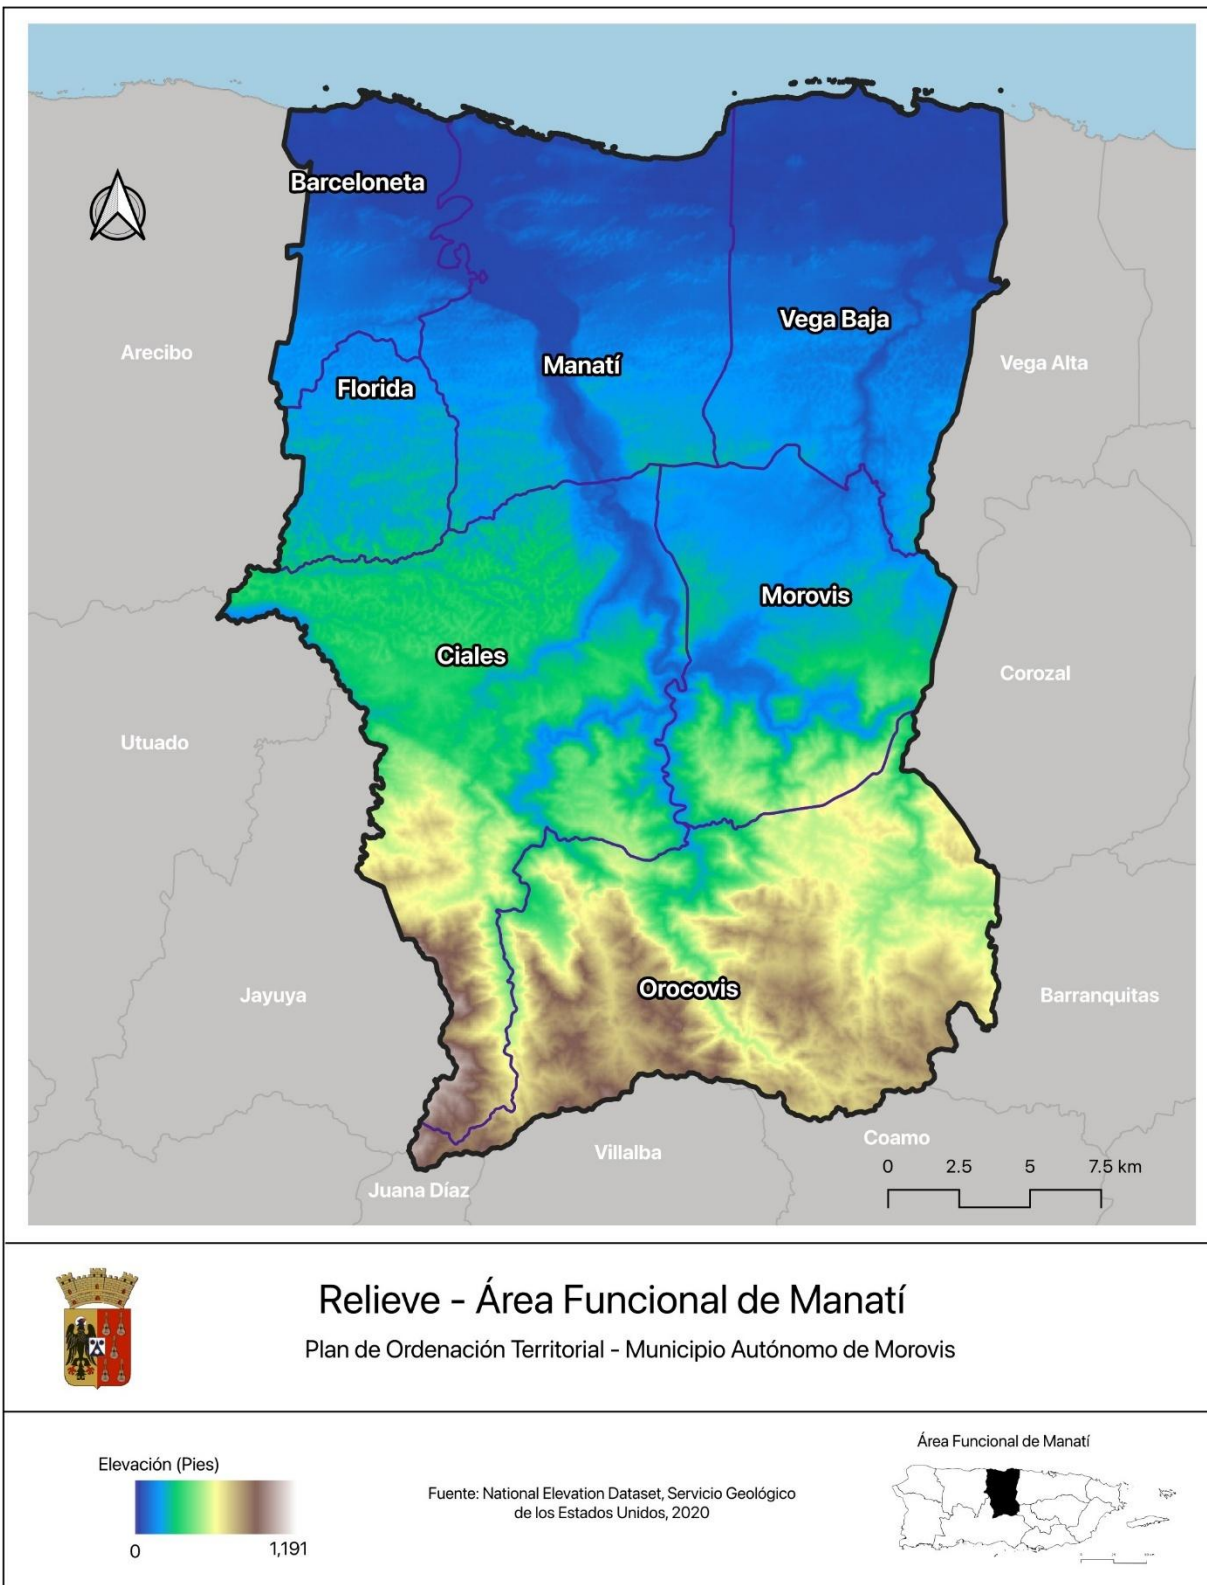 Barceloneta
Vega Baja
Arecibo
Manatí
Vega Alta
Florida
Morovis
Ciales
Corozal
Utuado
Orocovis
Jayuya
Barranquitas
Coamo
Villalba
0 2.5 5 7.5 km
Juana Díaz
Relieve - Área Funcional de Manatí
Plan de Ordenación Territorial - Municipio Autónomo de Morovis
Elevación (Pies)
0 1,191
Fuente: National Elevation Dataset, Servicio Geológico
de los Estados Unidos, 2020
Área Funcional de Manatí